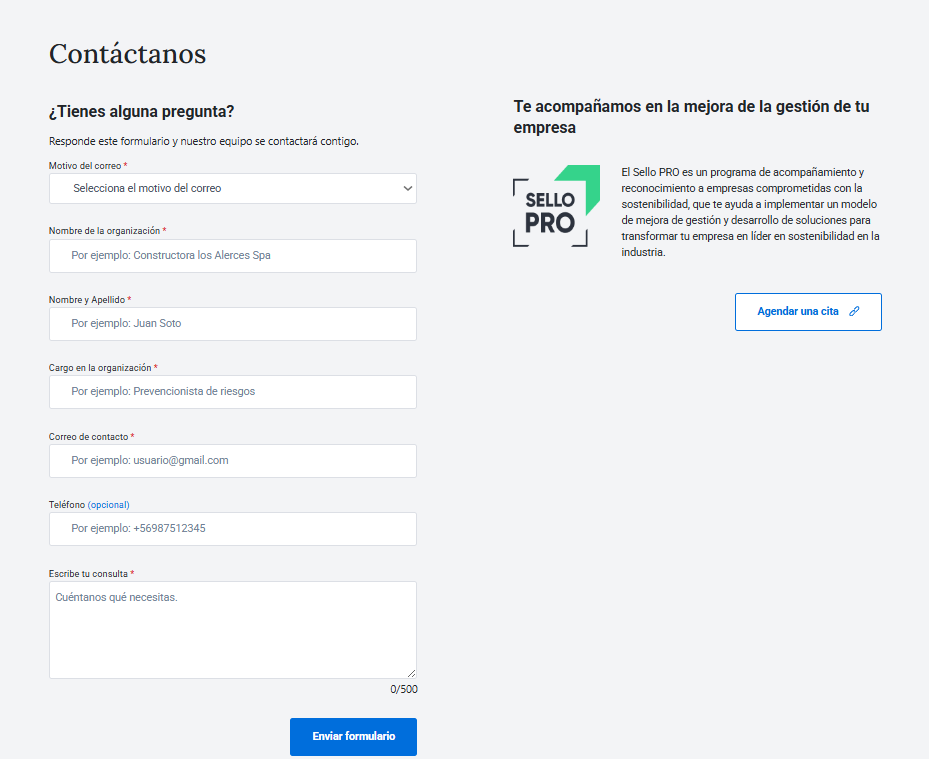 Contáctanos
¿Tienes alguna pregunta?
Responde este formulario y nuestro equipo se contactará contigo.
Motivo del correo *
Selecciona el motivo del correo
Nombre de la organización *
Por ejemplo: Constructora los Alerces Spa
Nombre y Apellido *
Por ejemplo: Juan Soto
Cargo en la organización *
Por ejemplo: Prevencionista de riesgos
Correo de contacto *
Por ejemplo: usuario@gmail.com
Teléfono (opcional)
Por ejemplo: +56987512345
Escribe tu consulta *
Cuéntanos qué necesitas.
0/500
Enviar formulario
Te acompañamos en la mejora de la gestión de tu
empresa
SELLO
PRO
El Sello PRO es un programa de acompañamiento y
reconocimiento a empresas comprometidas con la
sostenibilidad, que te ayuda a implementar un modelo
de mejora de gestión y desarrollo de soluciones para
transformar tu empresa en líder en sostenibilidad en la
industria.
Agendar una cita